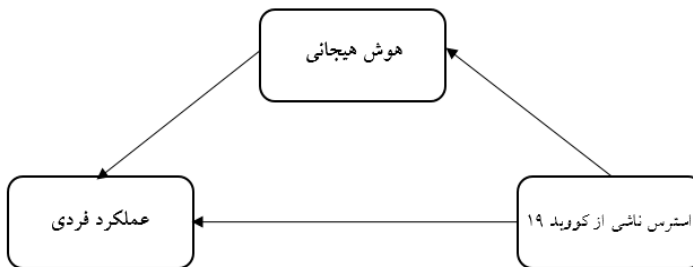 هوش هیجانی
استرس ناشی از کووید ۱۹
عملکرد فردی